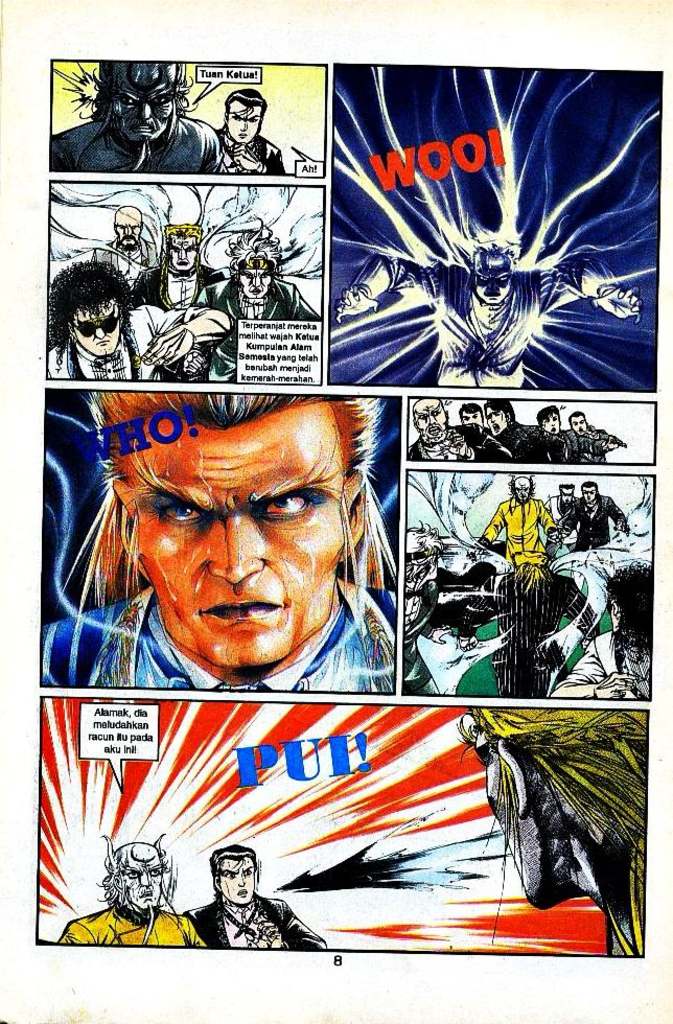 Tuan Ketua!
Ah!
WOO!
Terperanjat mereka
melihat wajah Ketua
Kumpulan Alam
Semesta yang telah
berubah menjadi
kemerah-merahan.
WHO!
Alamak, dia
meludahkan
racun itu pada
aku ini!
PUI!
8